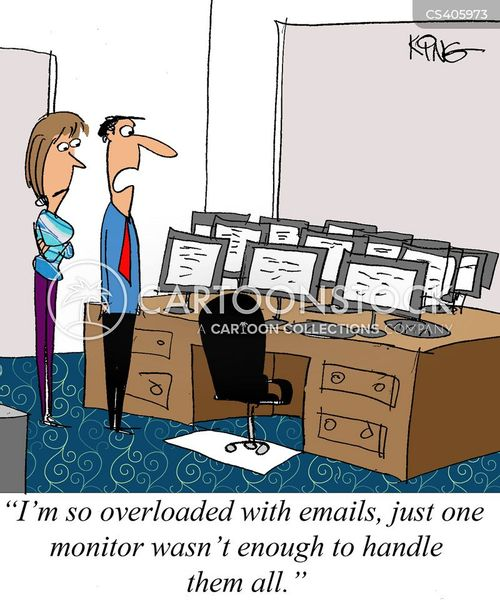 CS405973
KING
CARTOONSTOCK
A CARTOON COLLECTIONS COMPANY
“I’m so overloaded with emails, just one
monitor wasn’t enough to handle
them all.”